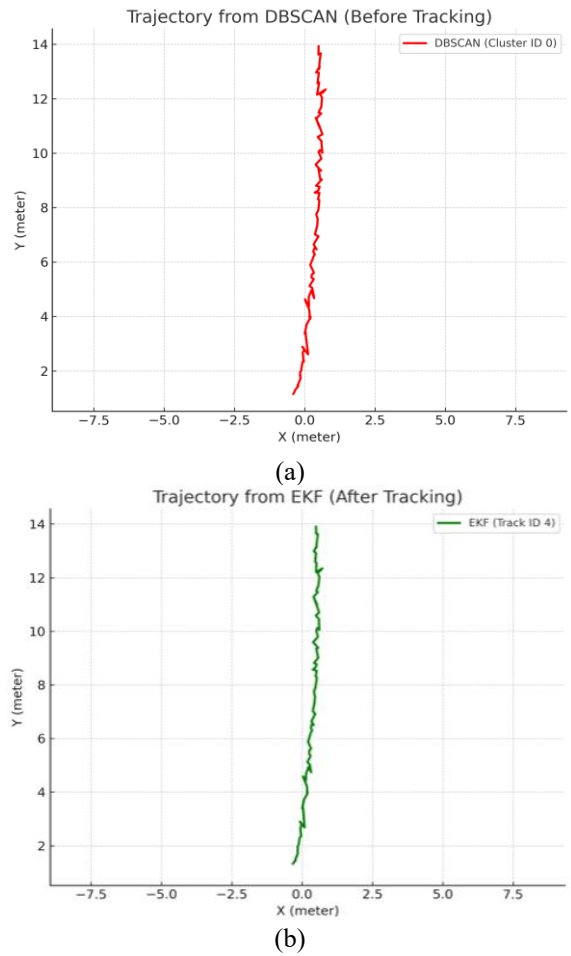 Trajectory from DBSCAN (Before Tracking)
DBSCAN (Cluster ID 0)
14
12
10
8
6
4
2
Y (meter)
−7.5 −5.0 −2.5 0.0 2.5 5.0 7.5
X (meter)
(a)
Trajectory from EKF (After Tracking)
EKF (Track ID 4)
14
12
10
8
6
4
2
Y (meter)
−7.5 −5.0 −2.5 0.0 2.5 5.0 7.5
X (meter)
(b)